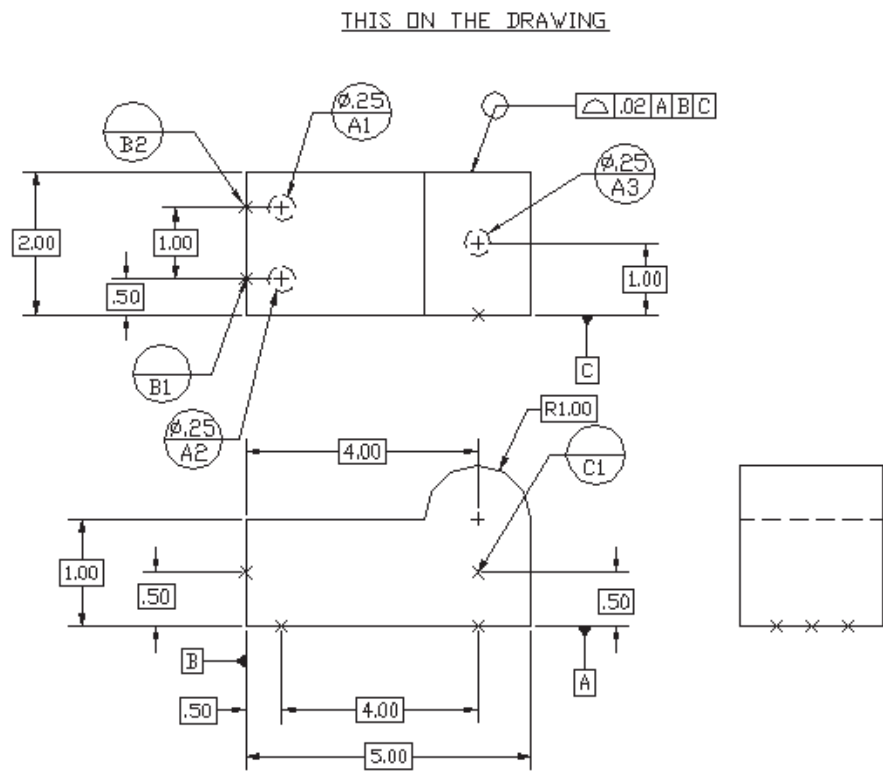 THIS ON THE DRAWING
Ø.25
A1
B2
⌓ .02 A B C
Ø.25
A3
2.00
1.00
.50
1.00
B1
C
Ø.25
A2
R1.00
4.00
C1
1.00
.50
.50
B
A
.50
4.00
5.00